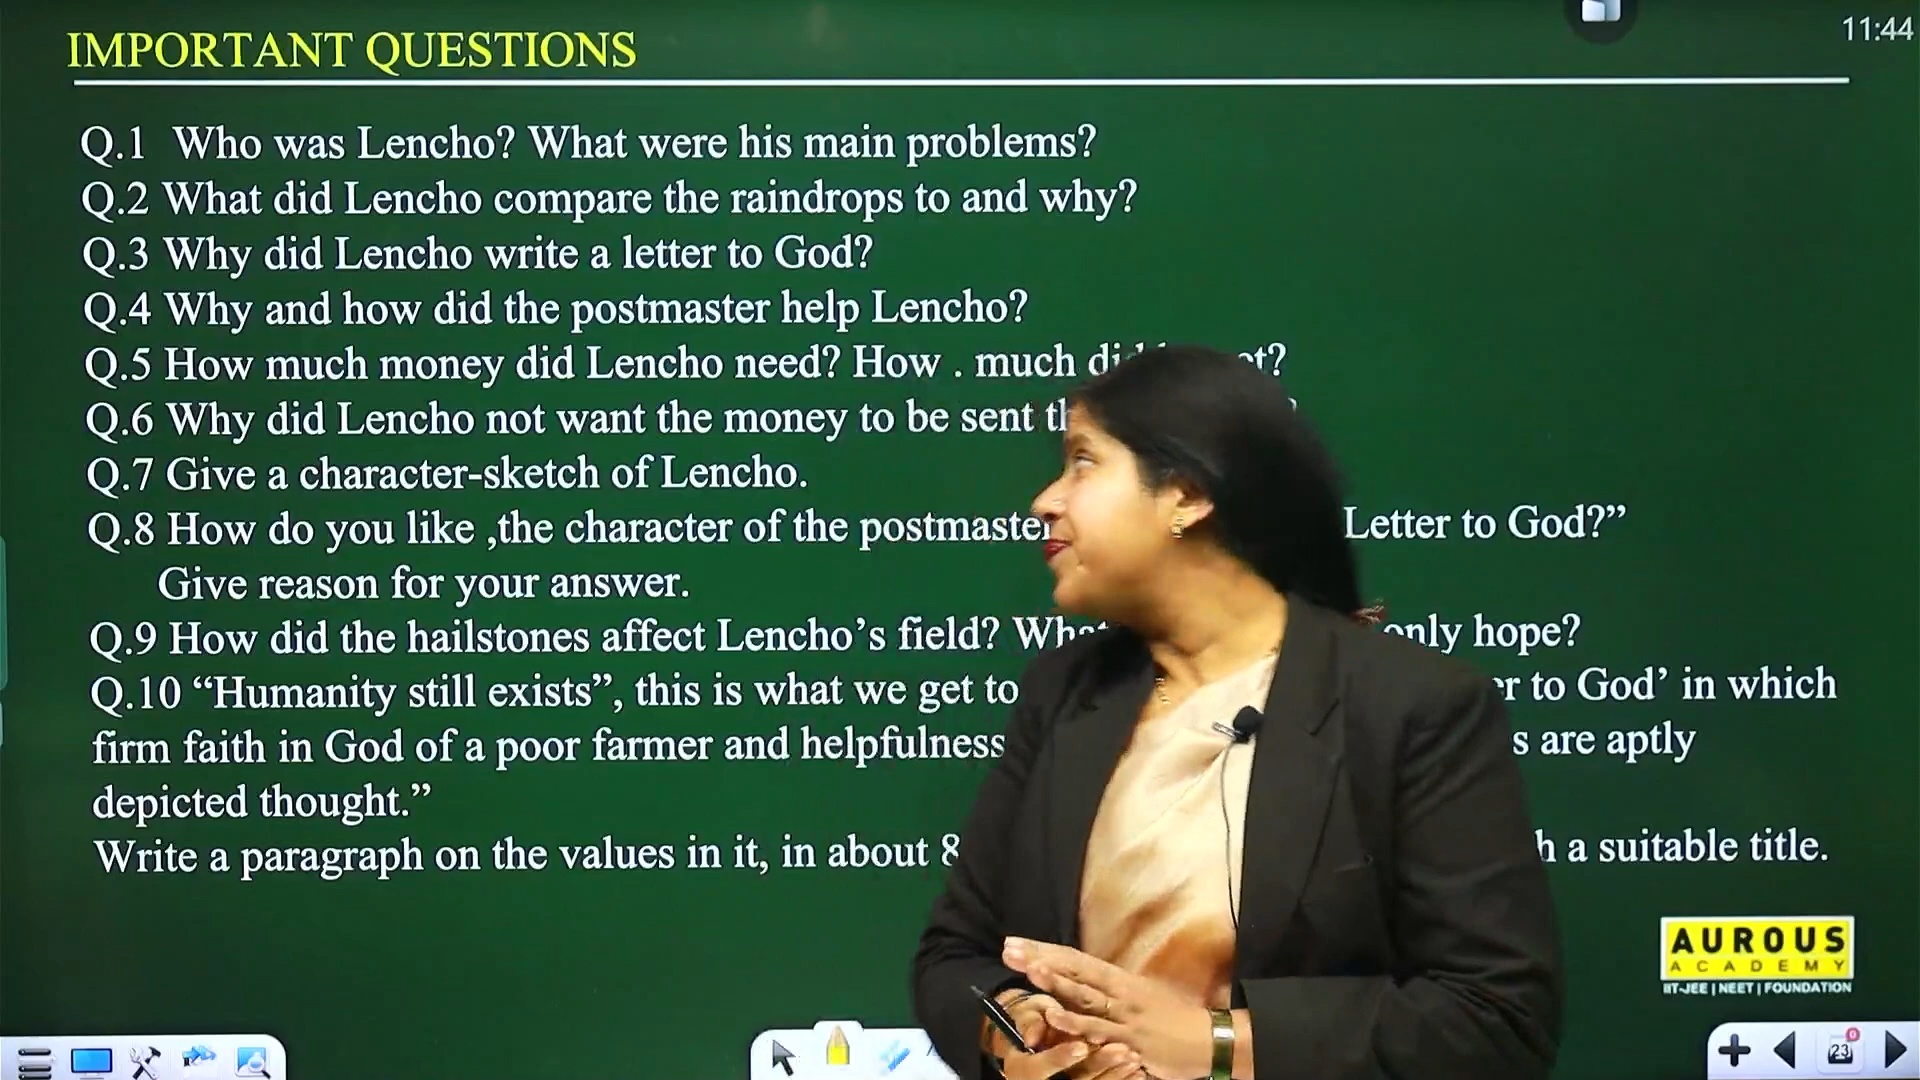 IMPORTANT QUESTIONS
11:44
Q.1 Who was Lencho? What were his main problems?
Q.2 What did Lencho compare the raindrops to and why?
Q.3 Why did Lencho write a letter to God?
Q.4 Why and how did the postmaster help Lencho?
Q.5 How much money did Lencho need? How . much
Q.6 Why did Lencho not want the money to be sent
Q.7 Give a character-sketch of Lencho.
Q.8 How do you like ,the character of the postmaster Letter to God?”
Give reason for your answer.
Q.9 How did the hailstones affect Lencho’s field? only hope?
Q.10 “Humanity still exists”, this is what we get to to God’ in which
firm faith in God of a poor farmer and helpfulness are aptly
depicted thought.”
Write a paragraph on the values in it, in about a suitable title.
AUROUS
ACADEMY
IIT-JEE | NEET | FOUNDATION
23
0